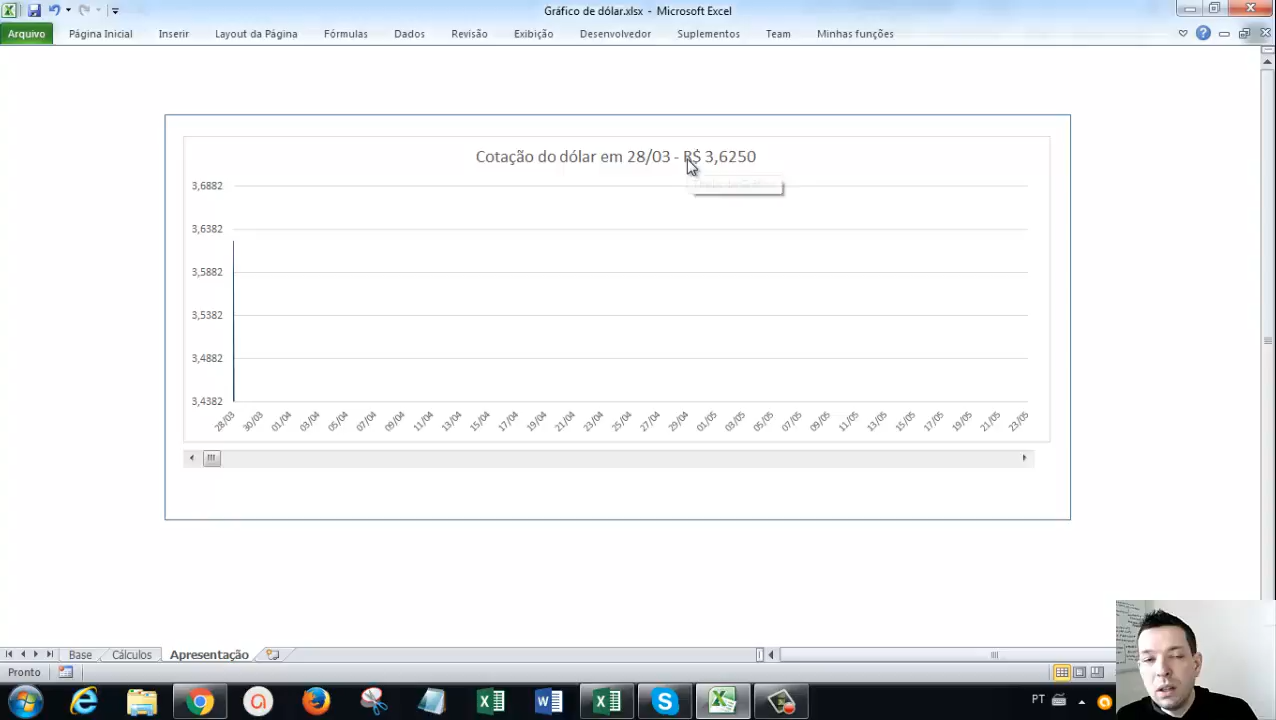 Gráfico de dólar.xlsx - Microsoft Excel
Arquivo Página Inicial Inserir Layout da Página Fórmulas Dados Revisão Exibição Desenvolvedor Suplementos Team Minhas funções
Cotação do dólar em 28/03 - R$ 3,6250
3,6882
3,6382
3,5882
3,5382
3,4882
3,4382
28/03 30/03 01/04 03/04 05/04 07/04 09/04 11/04 13/04 15/04 17/04 19/04 21/04 23/04 25/04 27/04 29/04 01/05 03/05 05/05 07/05 09/05 11/05 13/05 15/05 17/05 19/05 21/05 23/05
Base Cálculos Apresentação
Pronto
PT